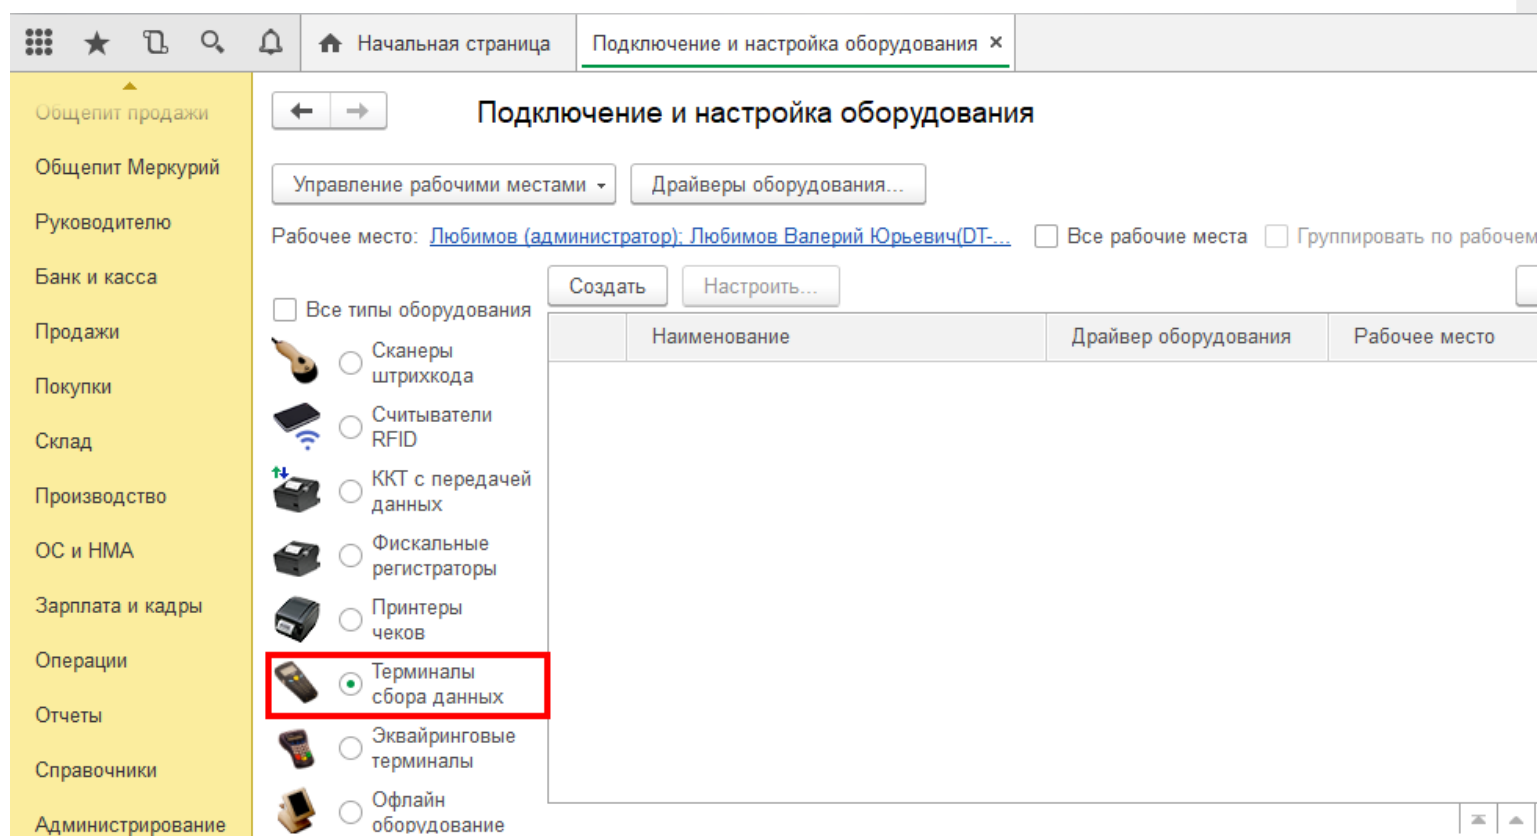 Начальная страница
Подключение и настройка оборудования ×
Общепит продажи
Общепит Меркурий
Руководителю
Банк и касса
Продажи
Покупки
Склад
Производство
ОС и НМА
Зарплата и кадры
Операции
Отчеты
Справочники
Администрирование
Подключение и настройка оборудования
Управление рабочими местами
Драйверы оборудования...
Рабочее место: Любимов (администратор); Любимов Валерий Юрьевич(DT-...
Все рабочие места
Группировать по рабочем
Создать
Настроить...
Все типы оборудования
Наименование
Драйвер оборудования
Рабочее место
Сканеры
штрихкода
Считыватели
RFID
ККТ с передачей
данных
Фискальные
регистраторы
Принтеры
чеков
Терминалы
сбора данных
Эквайринговые
терминалы
Офлайн
оборудование